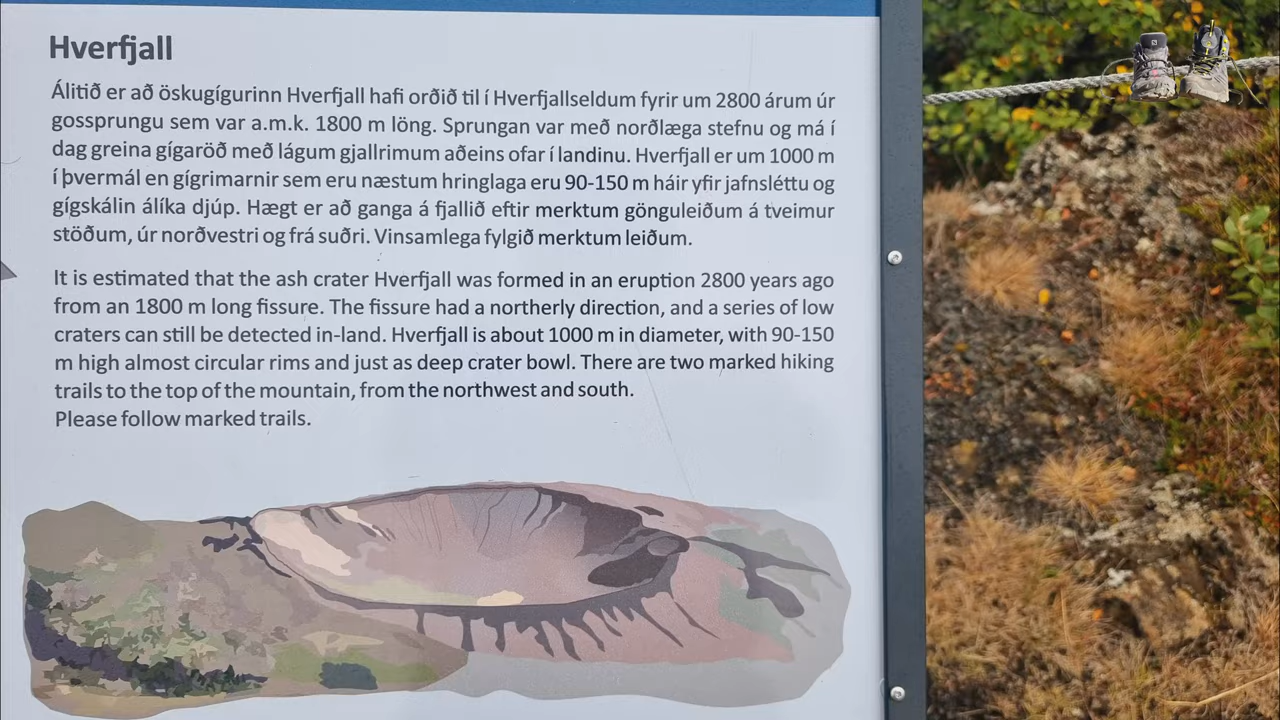 Hverfjall
Álitið er að öskugígurinn Hverfjall hafi orðið til í Hverfjallseldum fyrir um 2800 árum úr
gossprungu sem var a.m.k. 1800 m löng. Sprungan var með norðlæga stefnu og má í
dag greina gígaröð með lágum gjallrimum aðeins ofar í landinu. Hverfjall er um 1000 m
í þvermál en gígrimarnir sem eru næstum hringlaga eru 90-150 m háir yfir jafnsléttu og
gígskálin álíka djúp. Hægt er að ganga á fjallið eftir merktum gönguleiðum á tveimur
stöðum, úr norðvestri og frá suðri. Vinsamlega fylgið merktum leiðum.
It is estimated that the ash crater Hverfjall was formed in an eruption 2800 years ago
from an 1800 m long fissure. The fissure had a northerly direction, and a series of low
craters can still be detected in-land. Hverfjall is about 1000 m in diameter, with 90-150
m high almost circular rims and just as deep crater bowl. There are two marked hiking
trails to the top of the mountain, from the northwest and south.
Please follow marked trails.